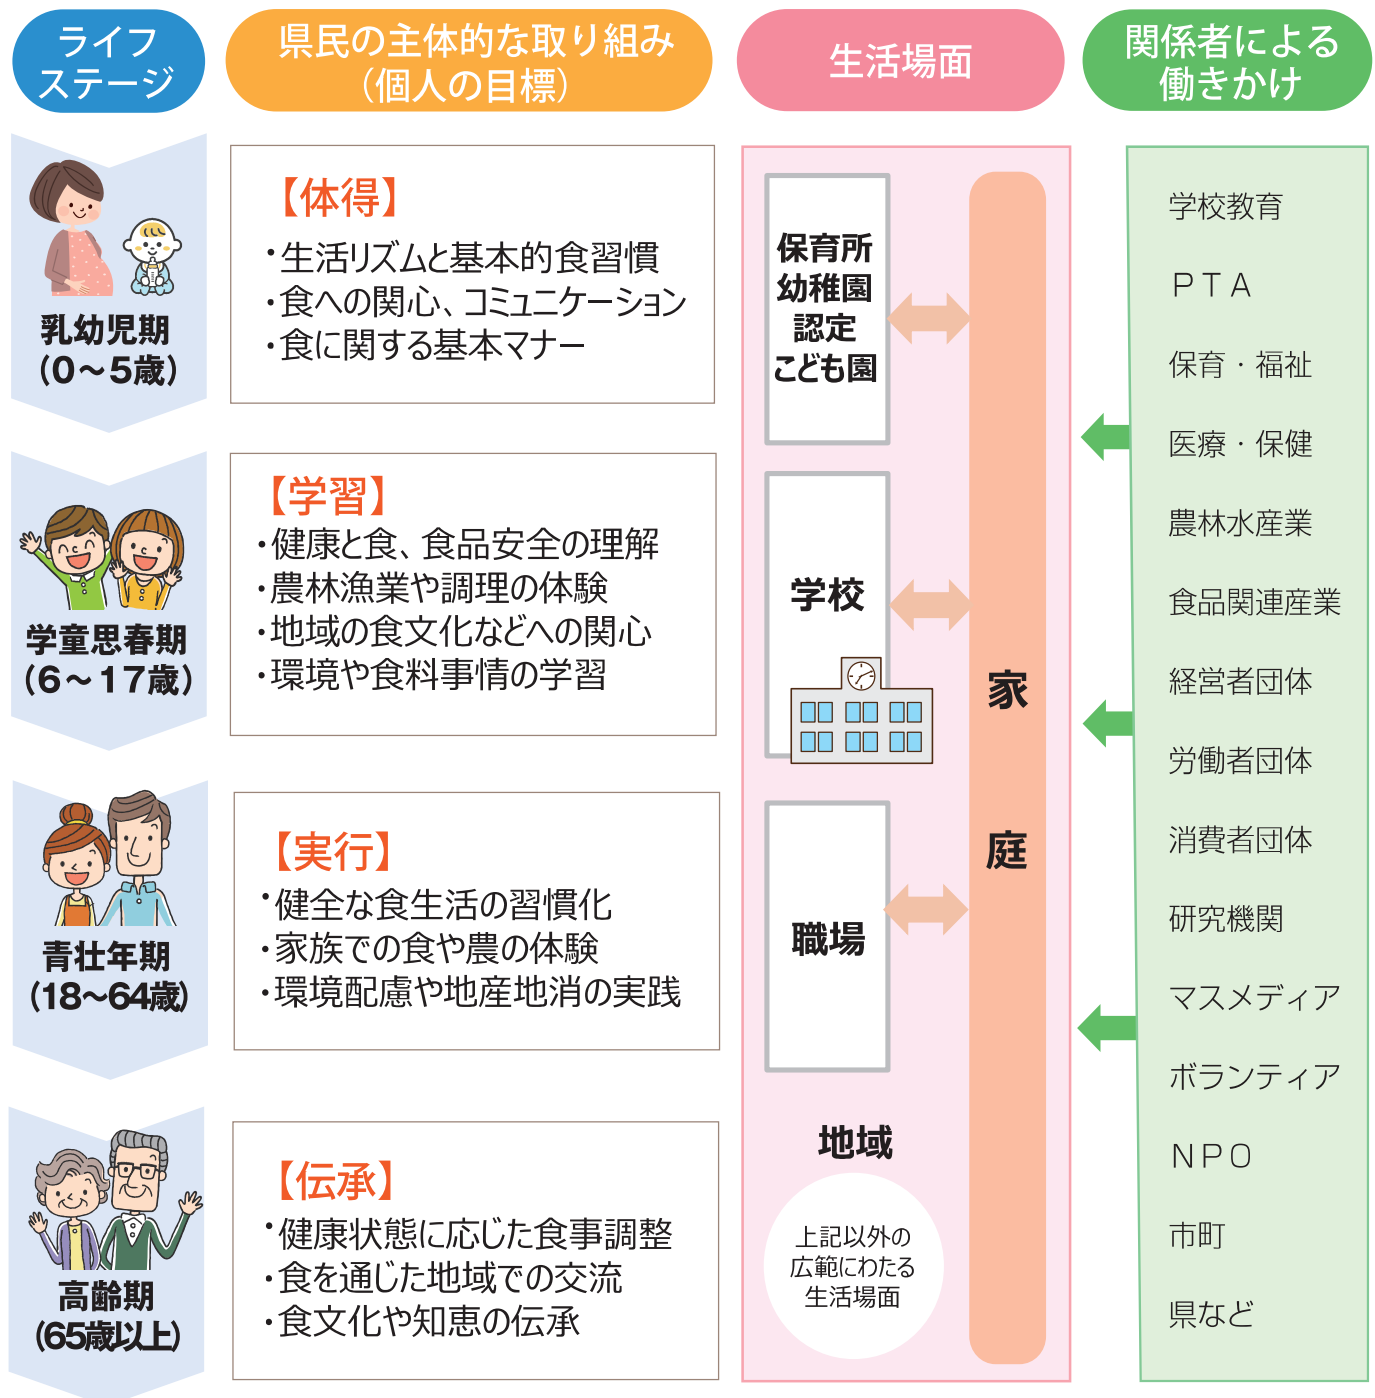 ライフ
ステージ
県民の主体的な取り組み
（個人の目標）
生活場面
関係者による
働きかけ
乳幼児期
（0～5歳）
【体得】
・生活リズムと基本的食習慣
・食への関心、コミュニケーション
・食に関する基本マナー
学童思春期
（6～17歳）
【学習】
・健康と食、食品安全の理解
・農林漁業や調理の体験
・地域の食文化などへの関心
・環境や食料事情の学習
青壮年期
（18～64歳）
【実行】
・健全な食生活の習慣化
・家族での食や農の体験
・環境配慮や地産地消の実践
高齢期
（65歳以上）
【伝承】
・健康状態に応じた食事調整
・食を通じた地域での交流
・食文化や知恵の伝承
保育所
幼稚園
認定
こども園
学校
職場
地域
上記以外の
広範にわたる
生活場面
家
庭
学校教育
ＰＴＡ
保育・福祉
医療・保健
農林水産業
食品関連産業
経営者団体
労働者団体
消費者団体
研究機関
マスメディア
ボランティア
ＮＰＯ
市町
県など